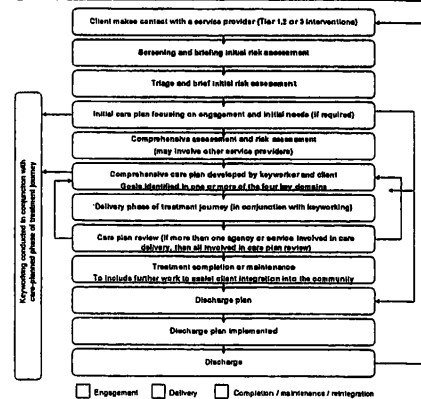 Client makes contact with a service provider (Tier 1,2 or 3 interventions)
Screening and briefing initial risk assessment
Triage and brief initial risk assessment
Initial care plan focusing on engagement and initial needs (if required)
Comprehensive assessment and risk assessment
(may involve other service providers)
Comprehensive care plan developed by keyworker and client
Goals identified in one or more of the four key domains
Delivery phase of treatment journey (in conjunction with keyworking)
Care plan review (if more than one agency or service involved in care
delivery, then all involved in care plan review)
Treatment completion or maintenance
To include further work to assist client integration into the community
Discharge plan
Discharge plan implemented
Discharge
Keyworking conducted in conjunction with
care-planned phase of treatment journey
Engagement
Delivery
Completion / maintenance / reintegration